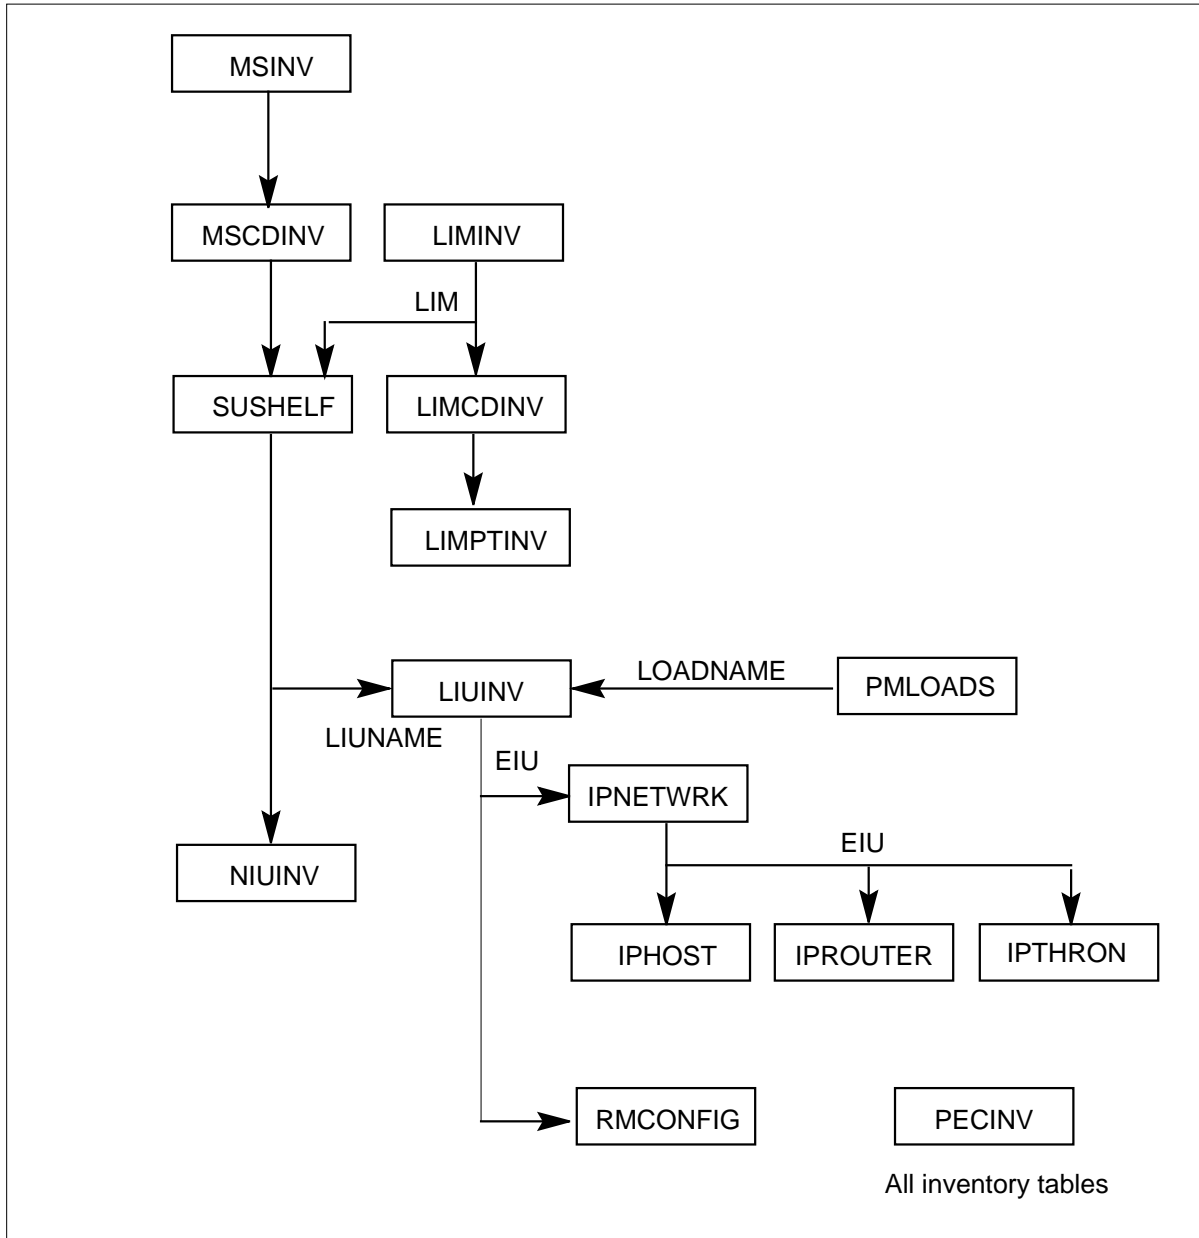 MSINV
MSCDINV
LIMINV
LIM
SUSHELF
LIMCDINV
LIMPTINV
LIUINV
LOADNAME
PMLOADS
LIUNAME
EIU
IPNETWRK
EIU
NIUINV
IPHOST
IPROUTER
IPTHRON
RMCONFIG
PECINV
All inventory tables